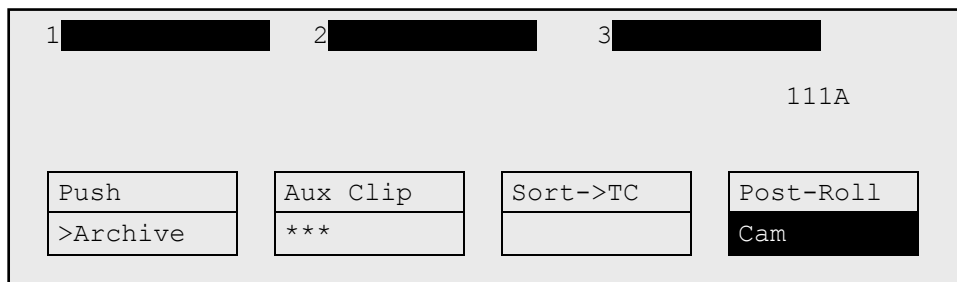 1 2 3
111A
Push Aux Clip Sort->TC Post-Roll
>Archive *** Cam